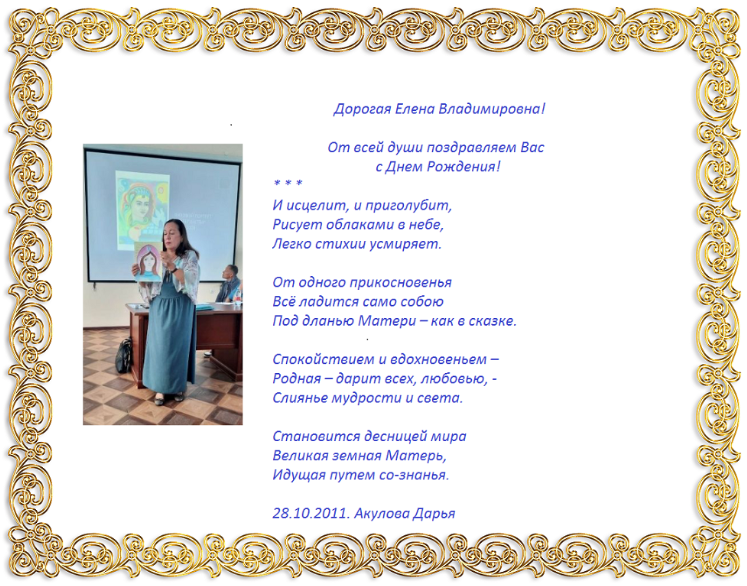 Дорогая Елена Владимировна!
От всей души поздравляем Вас
с Днем Рождения!
* * *
И исцелит, и приголубит,
Рисует облаками в небе,
Легко стихии усмиряет.
От одного прикосновенья
Всё ладится само собою
Под дланью Матери – как в сказке.
Спокойствием и вдохновеньем –
Родная – дарит всех, любовью, -
Слиянье мудрости и света.
Становится десницей мира
Великая земная Матерь,
Идущая путем со-знанья.
28.10.2011. Акулова Дарья